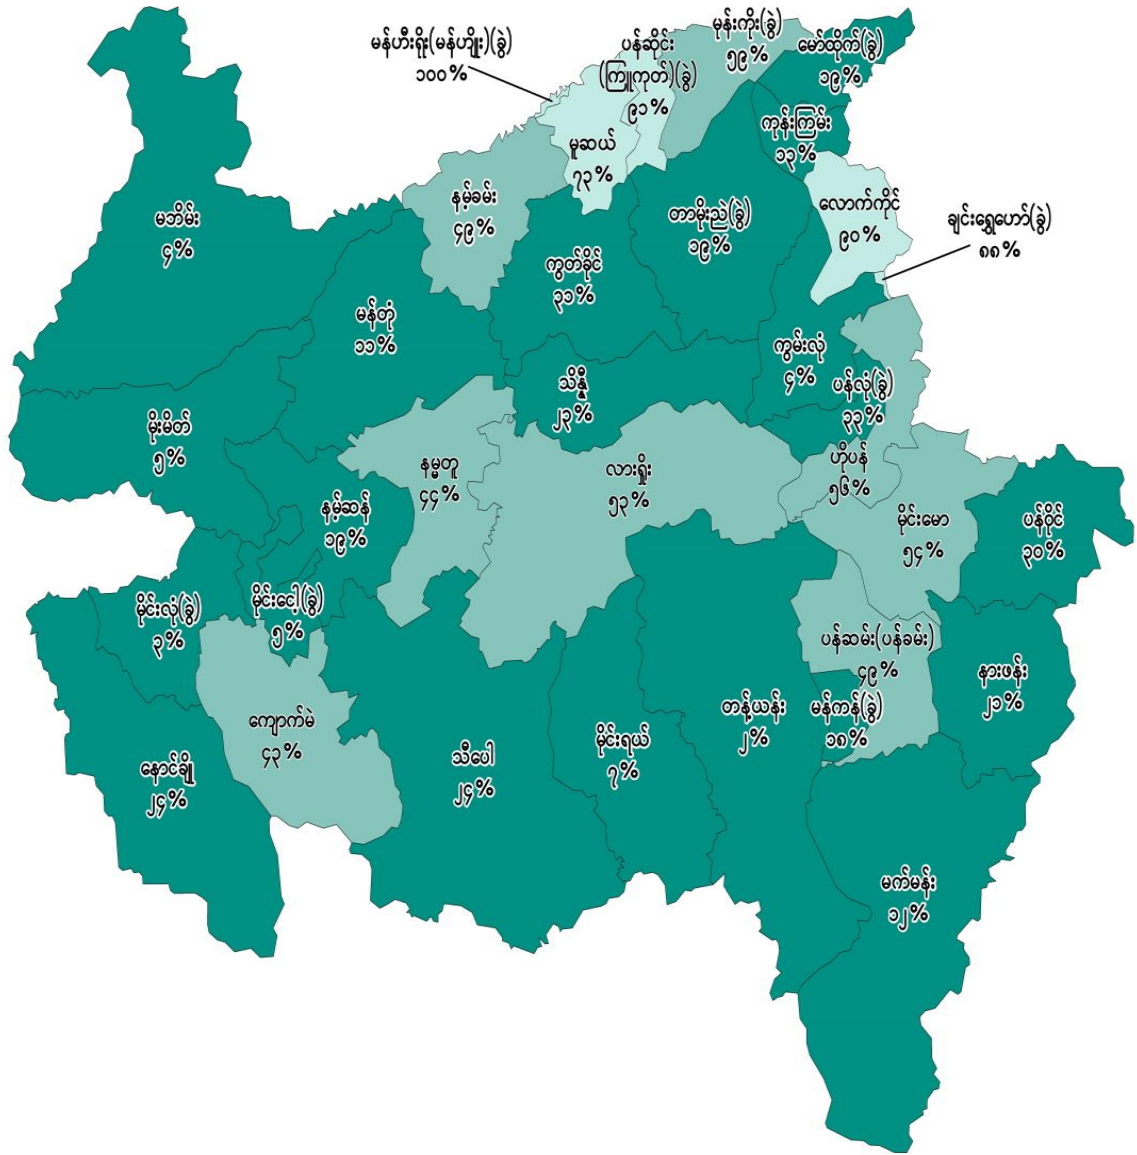 မန်ဟီးရိုး(မန်ဟျိုး)(ခွဲ)
၁၀၀%
ပန်ဆိုင်း
(ကြူကုတ်)(ခွဲ)
၉၁%
မုန်းကိုး(ခွဲ)
၅၉%
မော်ထိုက်(ခွဲ)
၁၉%
ကုန်းကြမ်း
၁၃%
မူဆယ်
၇၃%
နမ့်ခမ်း
၄၉%
မဘိမ်း
၄%
တာမိုးညဲ(ခွဲ)
၁၉%
လောက်ကိုင်
၉၀%
ချင်းရွှေဟော်(ခွဲ)
၈၈%
ကွတ်ခိုင်
၃၁%
မန်တုံ
၁၁%
ကွမ်းလုံ
၄%
သိန္နီ
၂၃%
ပန်လုံ(ခွဲ)
၃၃%
မိုးမိတ်
၅%
နမ္မတူ
၄၄%
လားရှိုး
၅၃%
ဟိုပန်
၅၆%
နမ့်ဆန်
၁၉%
မိုင်းမော
၅၄%
ပန်ဝိုင်
၃၀%
မိုင်းလုံ(ခွဲ)
၃%
မိုင်းငေါ့(ခွဲ)
၅%
ပန်ဆမ်း(ပန်ခမ်း)
၄၉%
နားဖန်း
၂၁%
ကျောက်မဲ
၄၃%
တန့်ယန်း
၂%
မန်ကန်(ခွဲ)
၁၈%
မိုင်းရယ်
၇%
သီပေါ
၂၄%
နောင်ချို
၂၄%
မက်မန်း
၁၂%